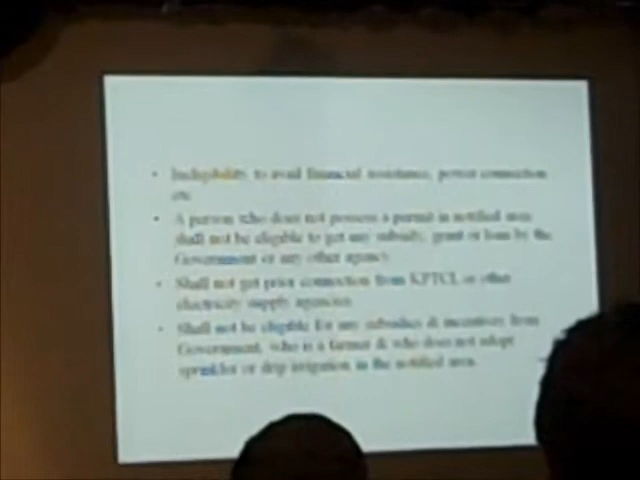 • Ineligibility to avail financial assistance, power connection
etc
• A person who does not possess a permit in notified area
shall not be eligible to get any subsidy, grant or loan by the
Government or any other agency
• Shall not get prior connection from KPTCL or other
electricity supply agencies
• Shall not be eligible for any subsidies & incentives from
Government, who is a farmer & who does not adopt
sprinkler or drip irrigation in the notified area.